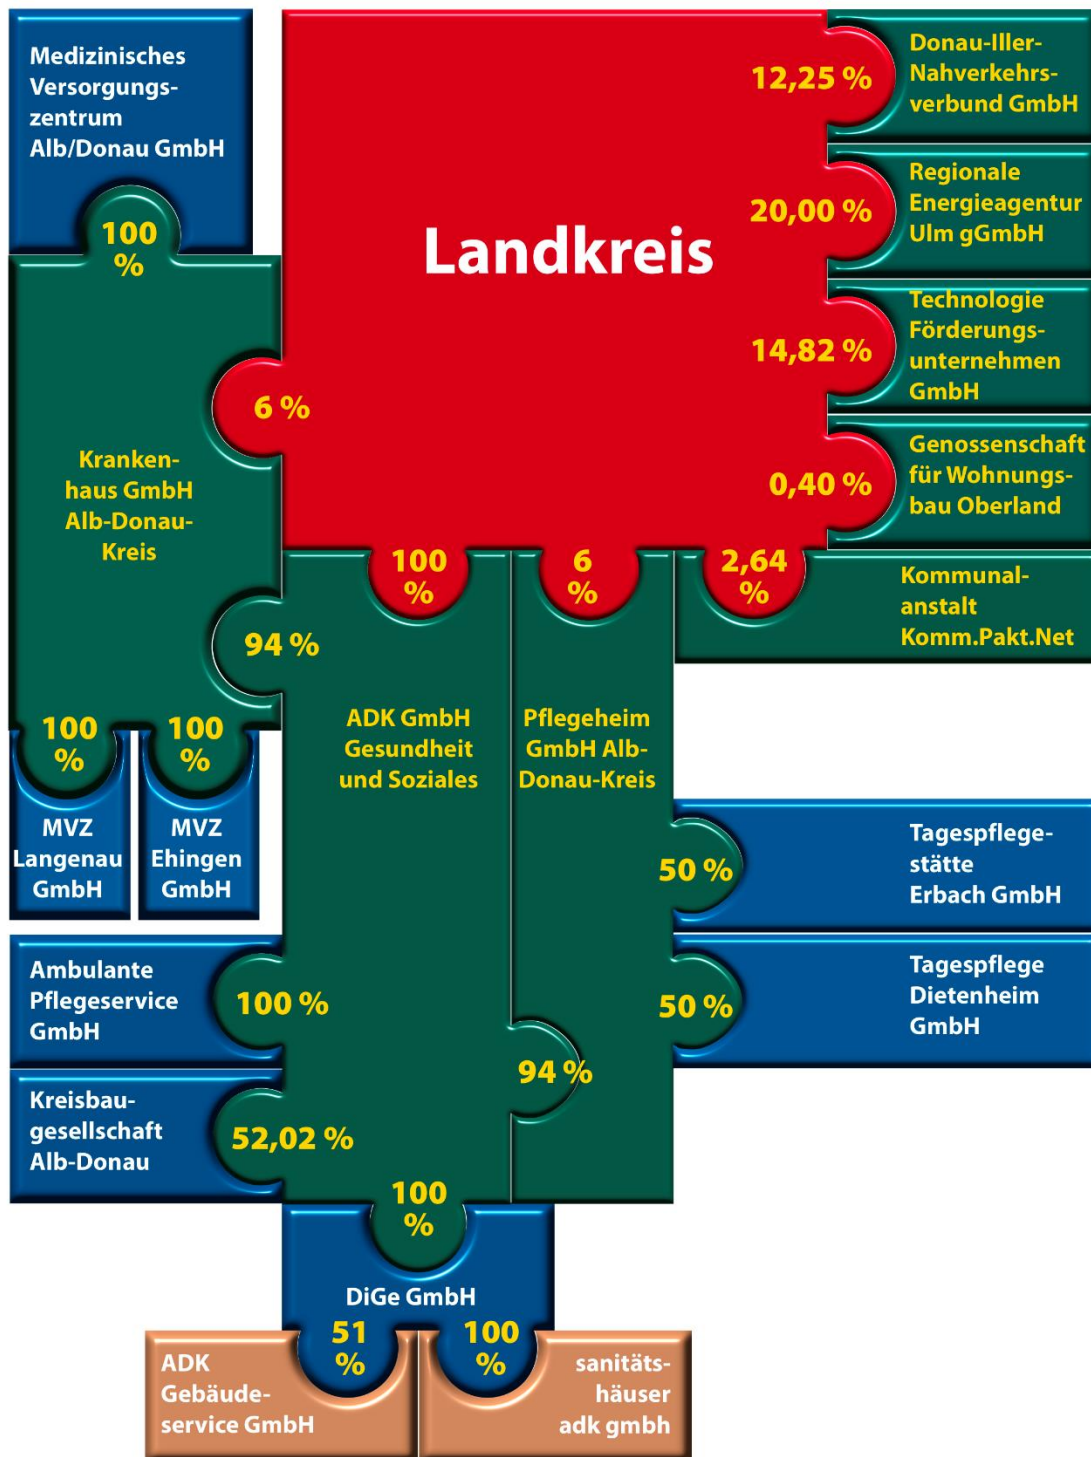 Medizinisches
Versorgungs-
zentrum
Alb/Donau GmbH
100
%
Landkreis
12,25 %
Donau-Iller-
Nahverkehrs-
verbund GmbH
20,00 %
Regionale
Energieagentur
Ulm gGmbH
14,82 %
Technologie
Förderungs-
unternehmen
GmbH
0,40 %
Genossenschaft
für Wohnungs-
bau Oberland
6 %
Kranken-
haus GmbH
Alb-Donau-
Kreis
94 %
100
%
6
%
2,64
%
Kommunal-
anstalt
Komm.Pakt.Net
100
%
100
%
MVZ
Langenau
GmbH
MVZ
Ehingen
GmbH
ADK GmbH
Gesundheit
und Soziales
Pflegeheim
GmbH Alb-
Donau-Kreis
50 %
Tagespflege-
stätte
Erbach GmbH
50 %
Tagespflege
Dietenheim
GmbH
Ambulante
Pflegeservice
GmbH
100 %
94 %
Kreisbau-
gesellschaft
Alb-Donau
52,02 %
100
%
DiGe GmbH
51
%
100
%
ADK
Gebäude-
service GmbH
sanitäts-
häuser
adk gmbh